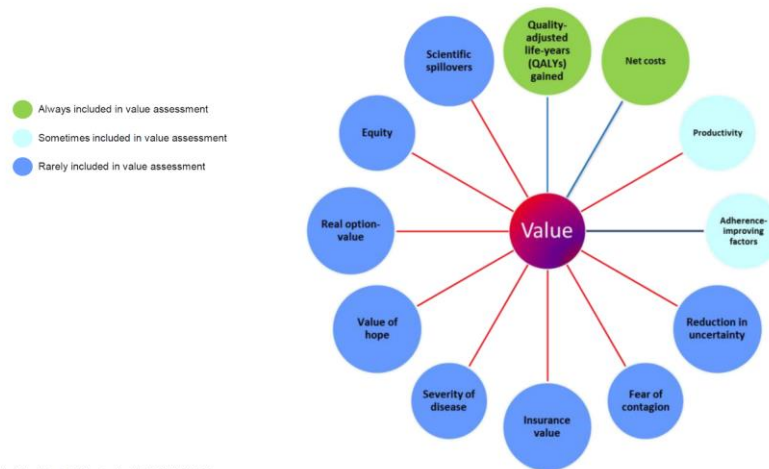 Always included in value assessment
Sometimes included in value assessment
Rarely included in value assessment
Quality-
adjusted
life-years
(QALYs)
gained
Net costs
Productivity
Adherence-
improving
factors
Reduction in
uncertainty
Fear of
contagion
Insurance
value
Severity of
disease
Value of
hope
Real option-
value
Equity
Scientific
spillovers
Value